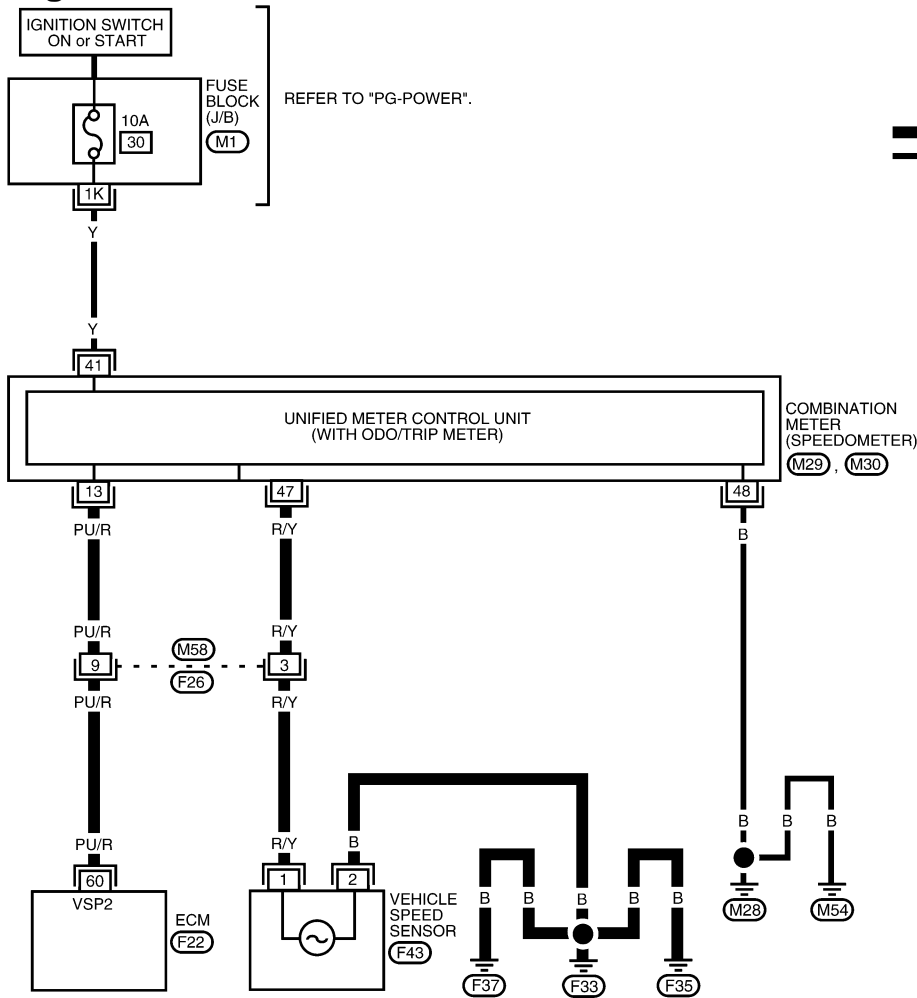 IGNITION SWITCH
ON or START
FUSE
BLOCK
(J/B)
M1
REFER TO "PG-POWER".
10A
30
1K
Y
Y
41
UNIFIED METER CONTROL UNIT
(WITH ODO/TRIP METER)
COMBINATION
METER
(SPEEDOMETER)
M29 , M30
13
47
48
PU/R
R/Y
B
PU/R
R/Y
M58
9
3
F26
PU/R
R/Y
B
B
B
PU/R
R/Y
B
60
1
2
VSP2
ECM
F22
VEHICLE
SPEED
SENSOR
F43
B
B
B
B
B
M28
M54
F37
F33
F35